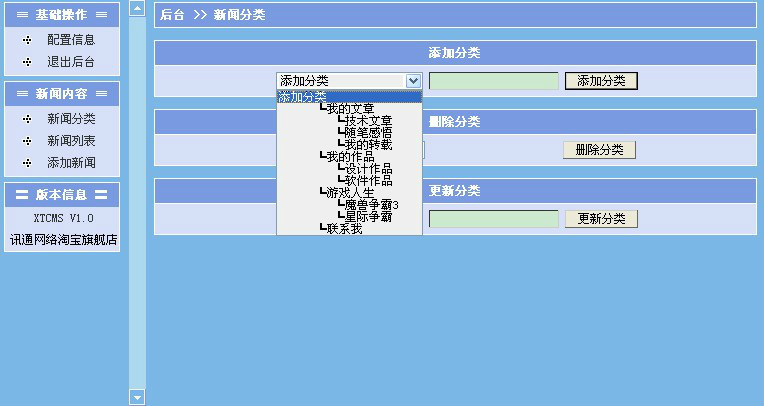 基础操作
配置信息
退出后台
新闻内容
新闻分类
新闻列表
添加新闻
版本信息
XTCMS V1.0
讯通网络淘宝旗舰店
后台 >> 新闻分类
添加分类
添加分类 添加分类
添加分类
┗我的文章
┗技术文章
┗随笔感悟
┗我的转载
┗我的作品
┗设计作品
┗软件作品
┗游戏人生
┗魔兽争霸3
┗星际争霸
┗联系我
删除分类
删除分类
更新分类
更新分类